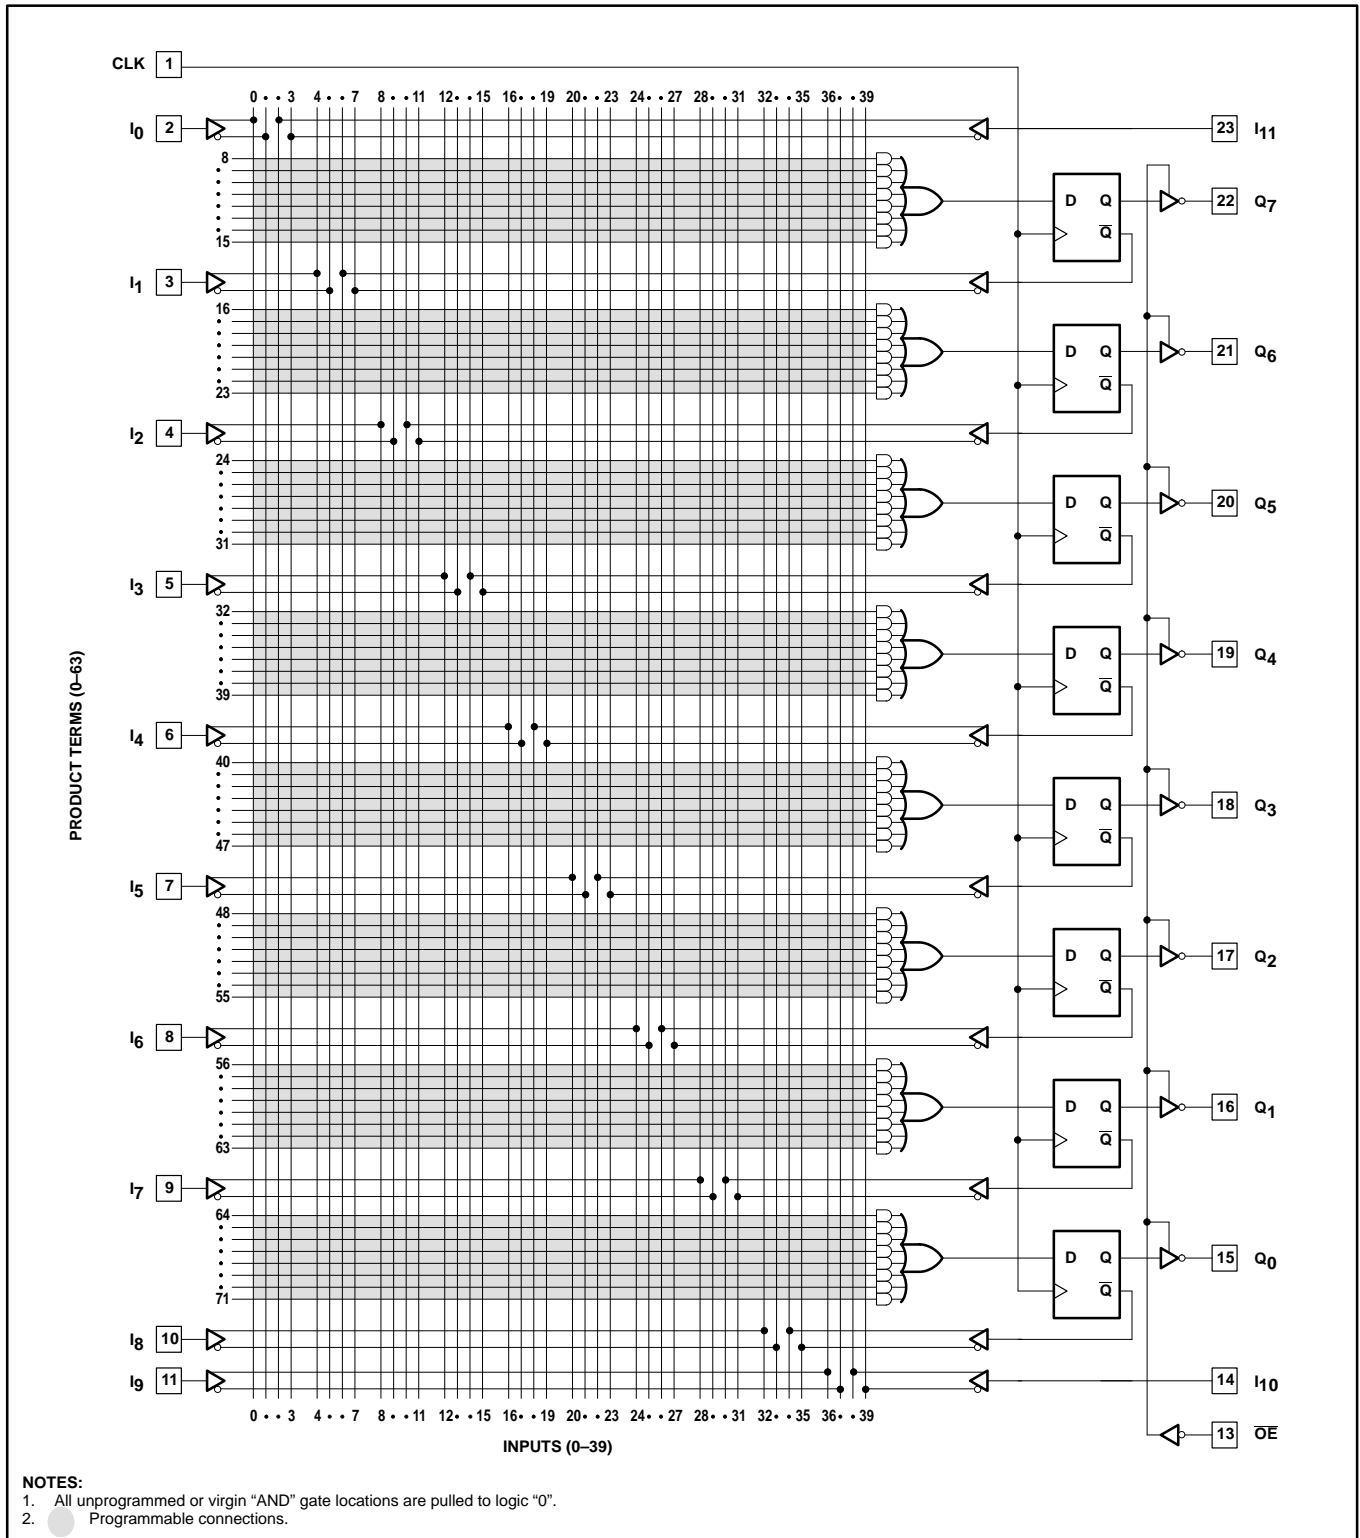 CLK 1
0 • • 3 4 • • 7 8 • • 11 12 • • 15 16 • • 19 20 • • 23 24 • • 27 28 • • 31 32 • • 35 36 • • 39
I0 2 23 I11
8
D Q 22 Q7
Q̅
15
I1 3
16
D Q 21 Q6
Q̅
23
I2 4
24
D Q 20 Q5
Q̅
31
I3 5
32
D Q 19 Q4
Q̅
39
PRODUCT TERMS (0–63)
I4 6
40
D Q 18 Q3
Q̅
47
I5 7
48
D Q 17 Q2
Q̅
55
I6 8
56
D Q 16 Q1
Q̅
63
I7 9
64
D Q 15 Q0
Q̅
71
I8 10
I9 11 14 I10
0 • • 3 4 • • 7 8 • • 11 12 • • 15 16 • • 19 20 • • 23 24 • • 27 28 • • 31 32 • • 35 36 • • 39
13 O̅E̅
INPUTS (0–39)
NOTES:
1. All unprogrammed or virgin “AND” gate locations are pulled to logic “0”.
2. Programmable connections.